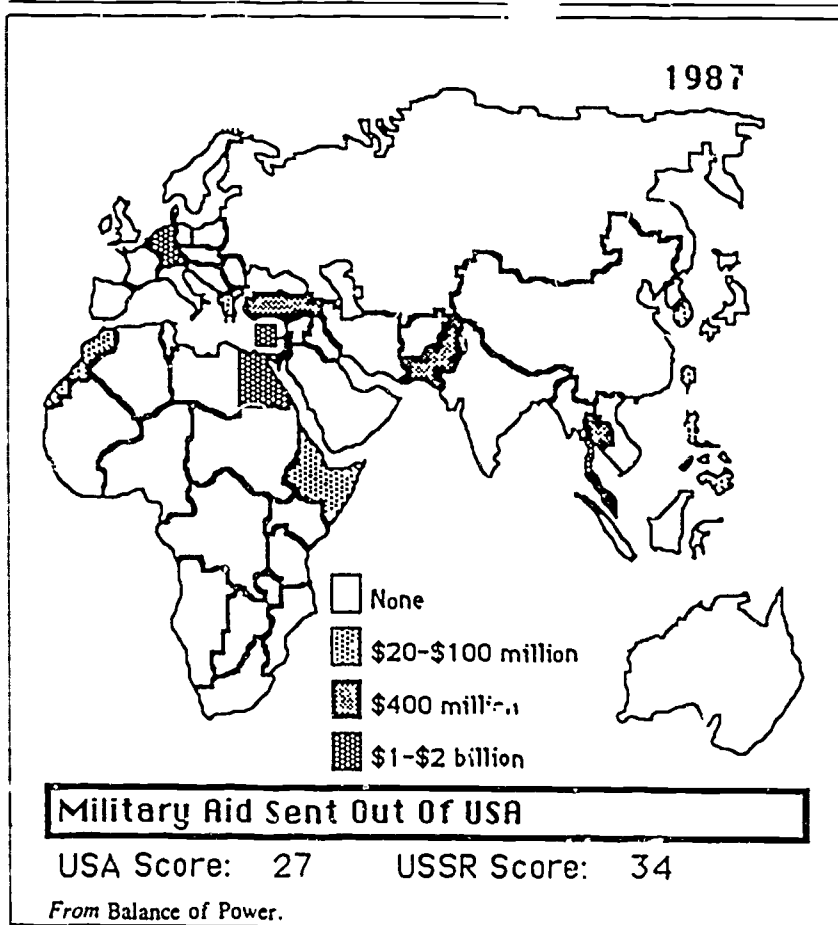 1987
None
$20-$100 million
$400
$1-$2 billion
Military Aid Sent Out Of USA
USA Score: 27 USSR Score: 34
From Balance of Power.